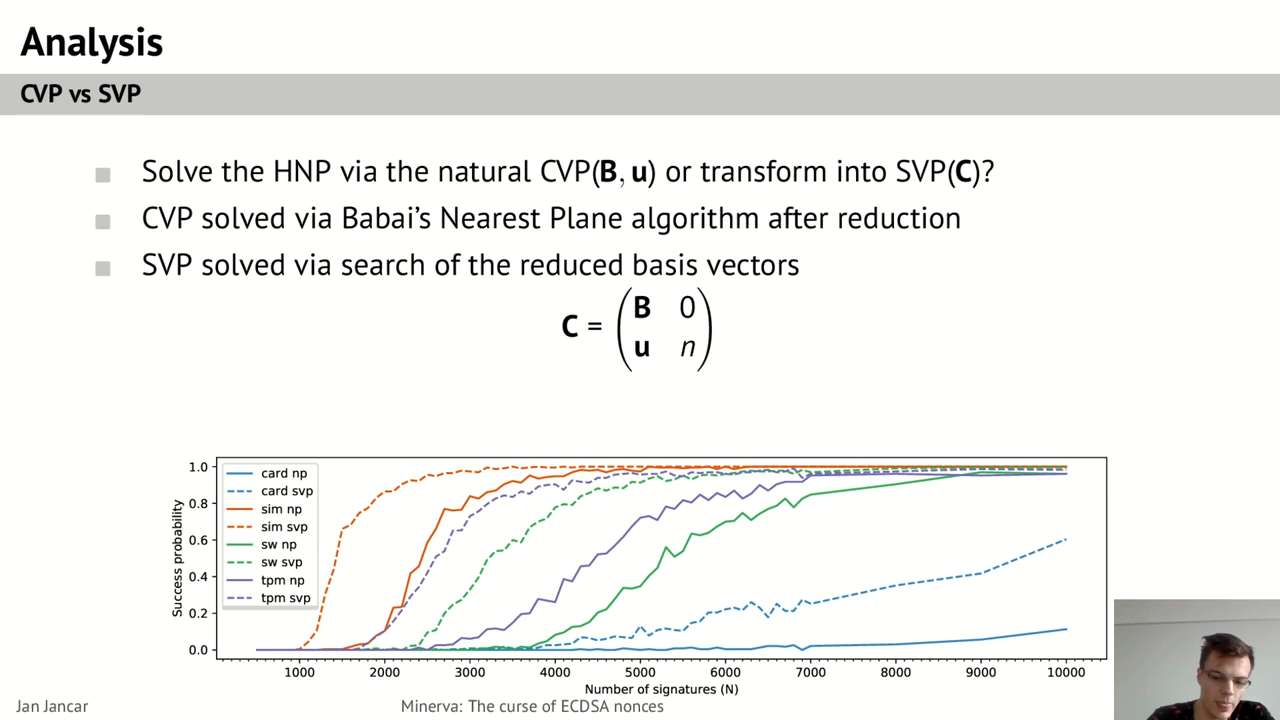 Analysis
CVP vs SVP
Solve the HNP via the natural CVP(B, u) or transform into SVP(C)?
CVP solved via Babai's Nearest Plane algorithm after reduction
SVP solved via search of the reduced basis vectors
C = (B 0
u n)
Success probability
1.0
0.8
0.6
0.4
0.2
0.0
card np
card svp
sim np
sim svp
sw np
sw svp
tpm np
tpm svp
1000 2000 3000 4000 5000 6000 7000 8000 9000 10000
Number of signatures (N)
Jan Jancar Minerva: The curse of ECDSA nonces